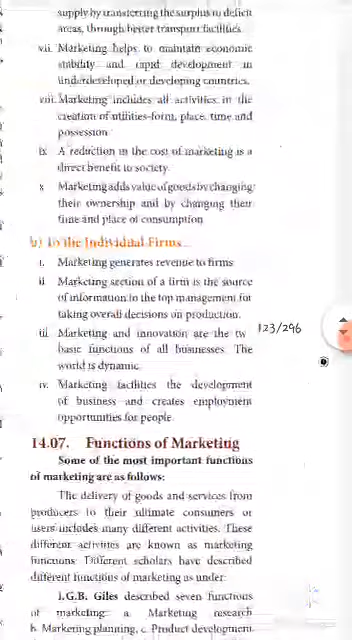 supply by transferring the surplus to deficit
areas, through better transport facilities.
vii. Marketing helps to maintain economic
stability and rapid development in
underdeveloped or developing countries.
viii. Marketing includes all activities in the
creation of utilities-form, place, time and
possession.
ix. A reduction in the cost of marketing is a
direct benefit to society.
x. Marketing adds value of goods by changing
their ownership and by changing their
time and place of consumption
b) To the Individual Firms
i. Marketing generates revenue to firms
ii. Marketing section of a firm is the source
of information to the top management for
taking overall decisions on production.
iii. Marketing and innovation are the tw
basic functions of all businesses. The
world is dynamic.
123/296
iv. Marketing facilities the development
of business and creates employment
opportunities for people.
14.07. Functions of Marketing
Some of the most important functions
of marketing are as follows:
The delivery of goods and services from
producers to their ultimate consumers or
users includes many different activities. These
different activities are known as marketing
functions. Different scholars have described
different functions of marketing as under:
1.G.B. Giles described seven functions
of marketing: a. Marketing research
b. Marketing planning, c. Product development,